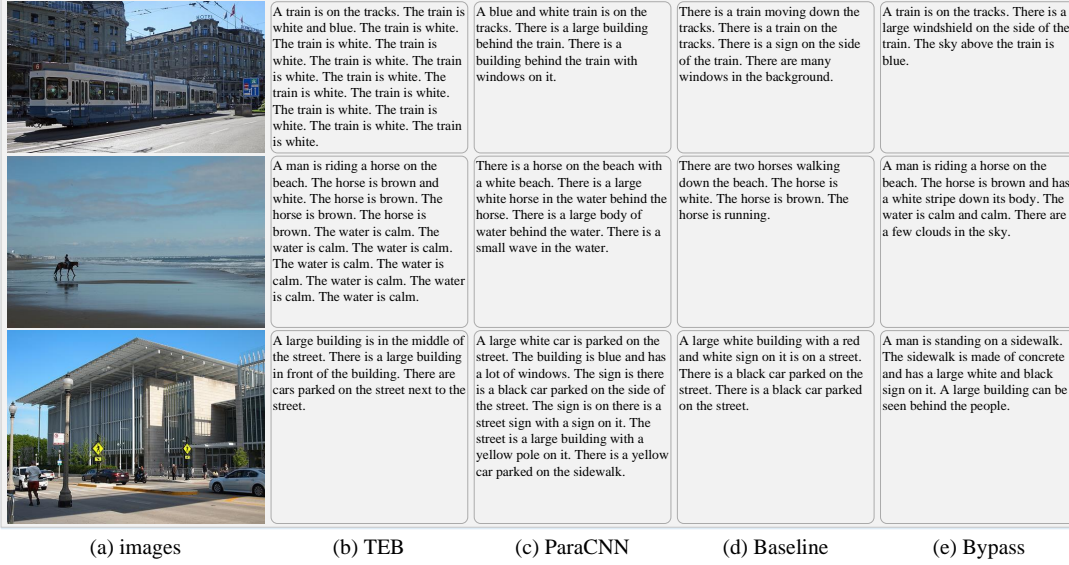 A train is on the tracks. The train is
white and blue. The train is white.
The train is white. The train is
white. The train is white. The train
is white. The train is white. The
train is white. The train is white.
The train is white. The train is
white. The train is white. The train
is white.
A blue and white train is on the
tracks. There is a large building
behind the train. There is a
building behind the train with
windows on it.
There is a train moving down the
tracks. There is a train on the
tracks. There is a sign on the side
of the train. There are many
windows in the background.
A train is on the tracks. There is a
large windshield on the side of the
train. The sky above the train is
blue.
A man is riding a horse on the
beach. The horse is brown and
white. The horse is brown. The
horse is brown. The horse is
brown. The water is calm. The
water is calm. The water is calm.
The water is calm. The water is
calm. The water is calm. The water
is calm. The water is calm.
There is a horse on the beach with
a white beach. There is a large
white horse in the water behind the
horse. There is a large body of
water behind the water. There is a
small wave in the water.
There are two horses walking
down the beach. The horse is
white. The horse is brown. The
horse is running.
A man is riding a horse on the
beach. The horse is brown and has
a white stripe down its body. The
water is calm and calm. There are
a few clouds in the sky.
A large building is in the middle of
the street. There is a large building
in front of the building. There are
cars parked on the street next to the
street.
A large white car is parked on the
street. The building is blue and has
a lot of windows. The sign is there
is a black car parked on the side of
the street. The sign is on there is a
street sign with a sign on it. The
street is a large building with a
yellow pole on it. There is a yellow
car parked on the sidewalk.
A large white building with a red
and white sign on it is on a street.
There is a black car parked on the
street. There is a black car parked
on the street.
A man is standing on a sidewalk.
The sidewalk is made of concrete
and has a large white and black
sign on it. A large building can be
seen behind the people.
(a) images
(b) TEB
(c) ParaCNN
(d) Baseline
(e) Bypass